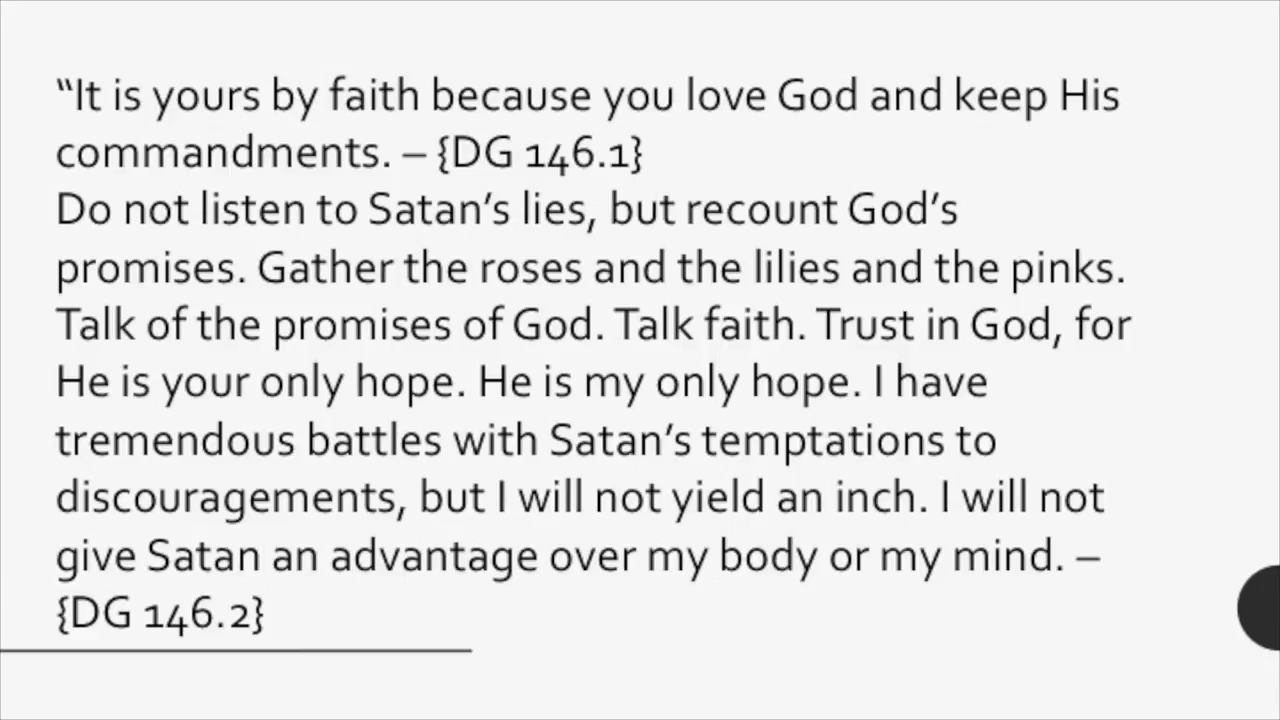 “It is yours by faith because you love God and keep His
commandments. – {DG 146.1}
Do not listen to Satan’s lies, but recount God’s
promises. Gather the roses and the lilies and the pinks.
Talk of the promises of God. Talk faith. Trust in God, for
He is your only hope. He is my only hope. I have
tremendous battles with Satan’s temptations to
discouragements, but I will not yield an inch. I will not
give Satan an advantage over my body or my mind. –
{DG 146.2}